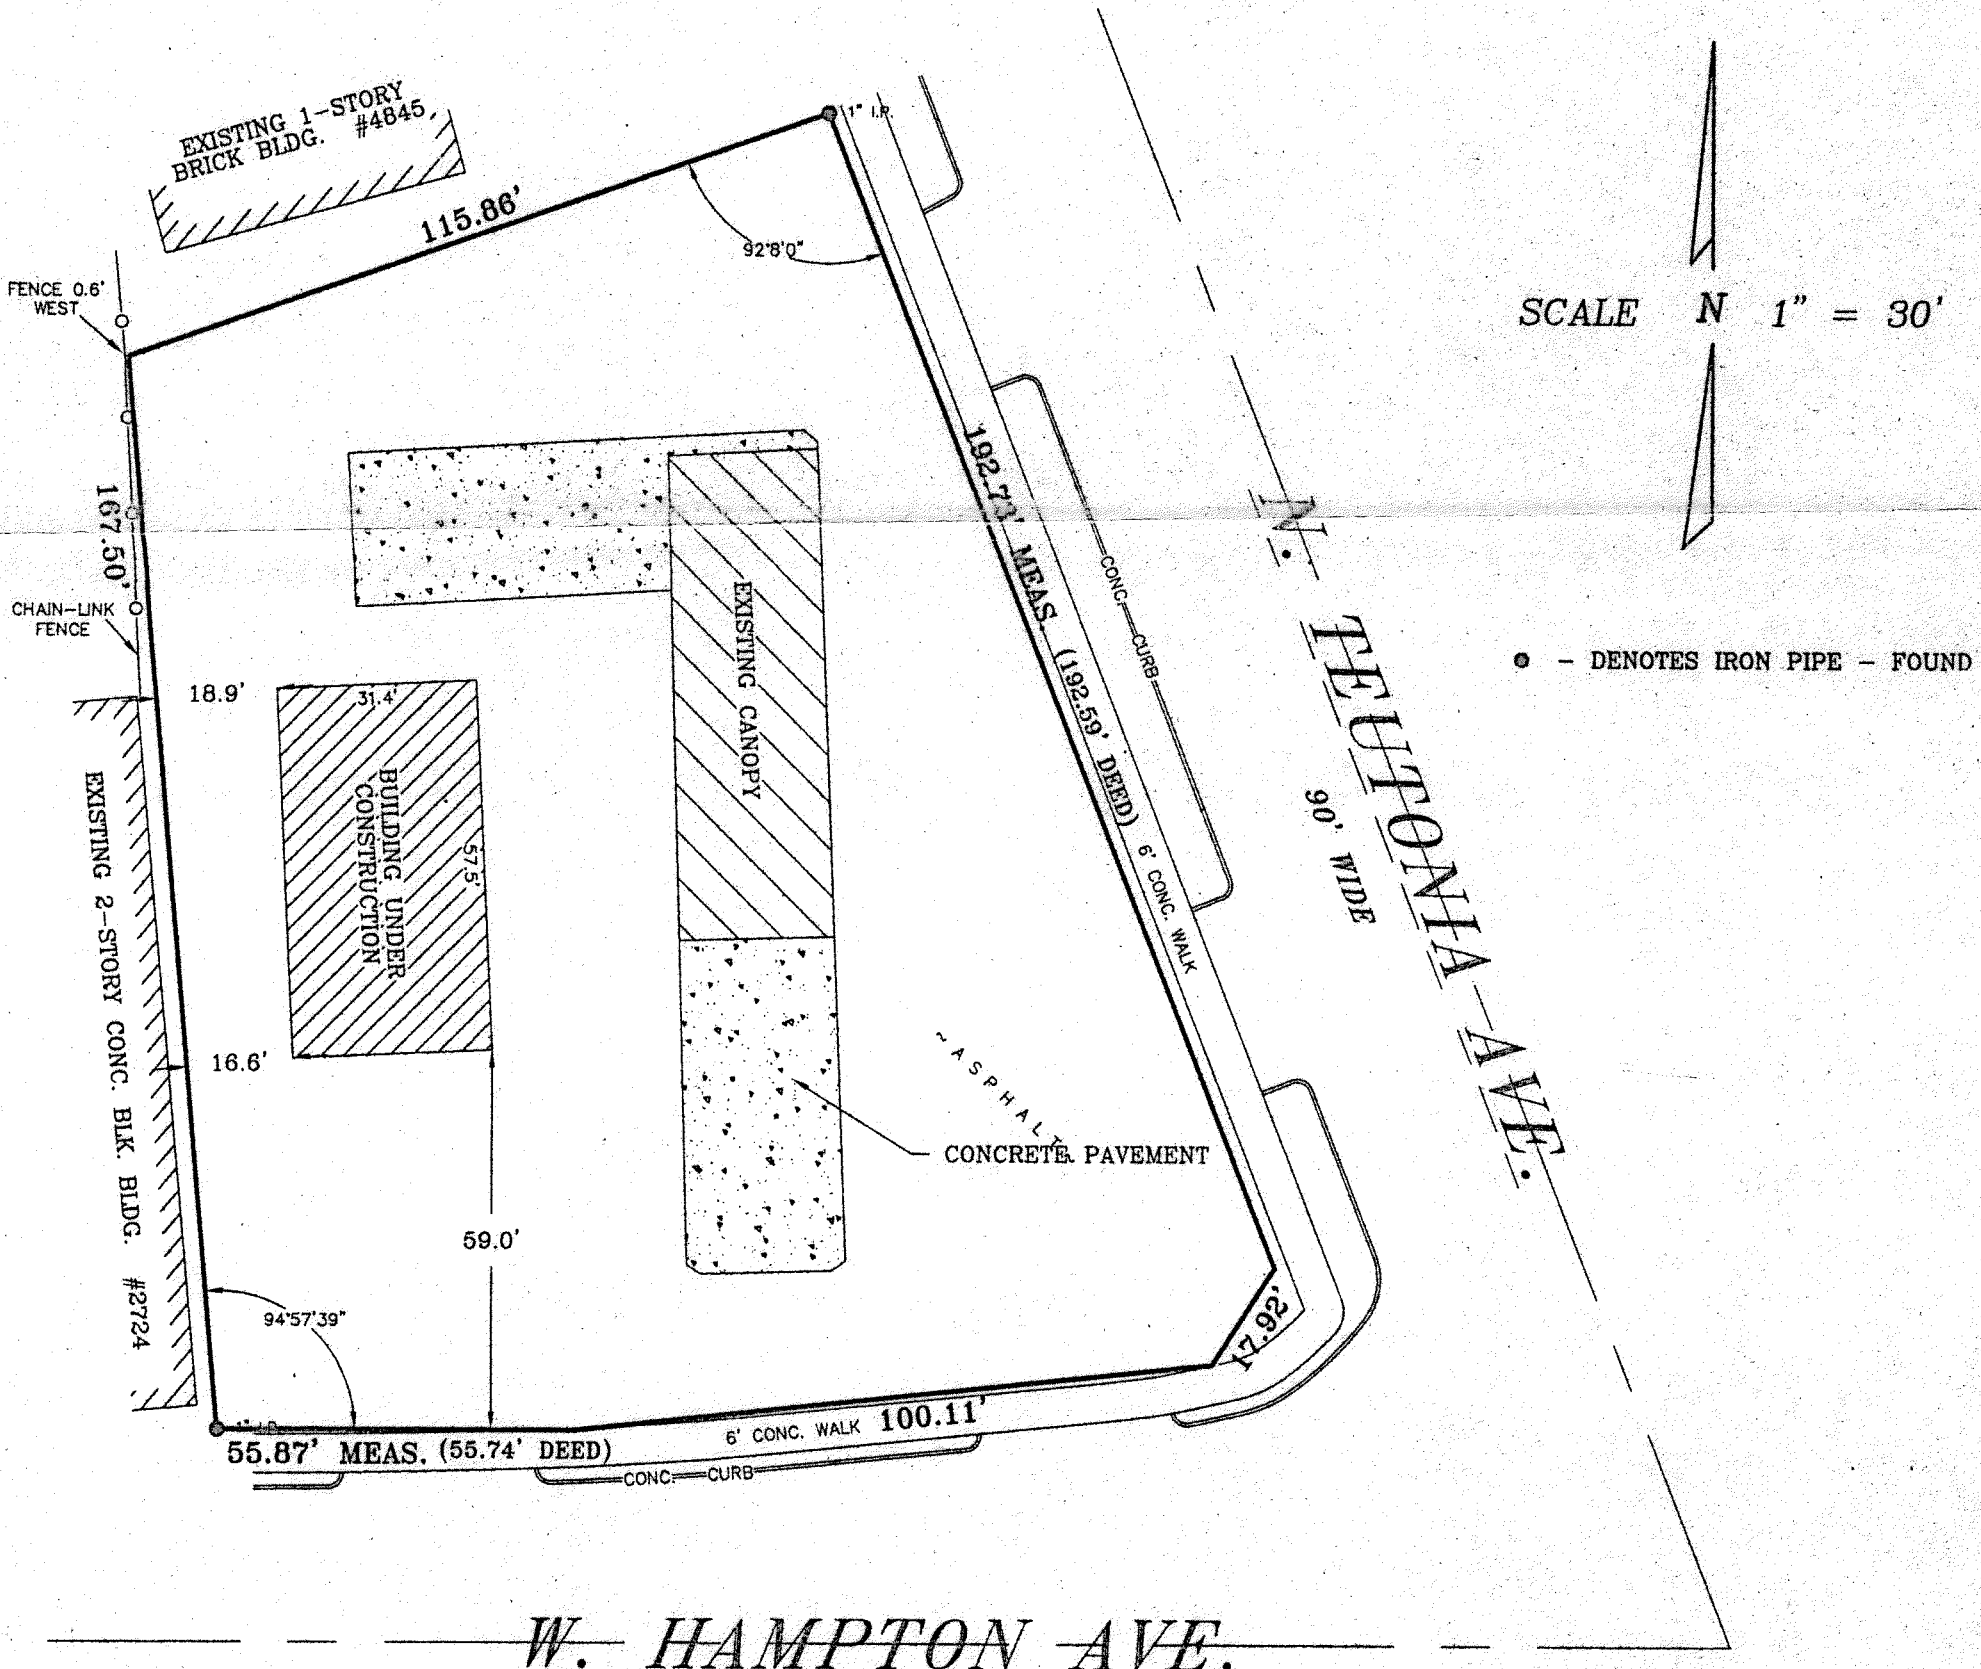 EXISTING 1-STORY
BRICK BLDG. #4845
1" I.P.
115.86'
92°8'0"
FENCE 0.6'
WEST
SCALE N 1" = 30'
167.50'
192.73' MEAS. (192.59' DEED)
6' CONC. WALK
CONC. CURB
N. TEUTONIA AVE.
90' WIDE
CHAIN-LINK
FENCE
- DENOTES IRON PIPE - FOUND
EXISTING CANOPY
18.9'
31.4'
BUILDING UNDER
CONSTRUCTION
57.5'
EXISTING 2-STORY CONC. BLK. BLDG. #2724
16.6'
~ASPHALT~
CONCRETE PAVEMENT
59.0'
94°57'39"
17.92'
1" I.P.
55.87' MEAS. (55.74' DEED)
6' CONC. WALK
100.11'
CONC. CURB
W. HAMPTON AVE.